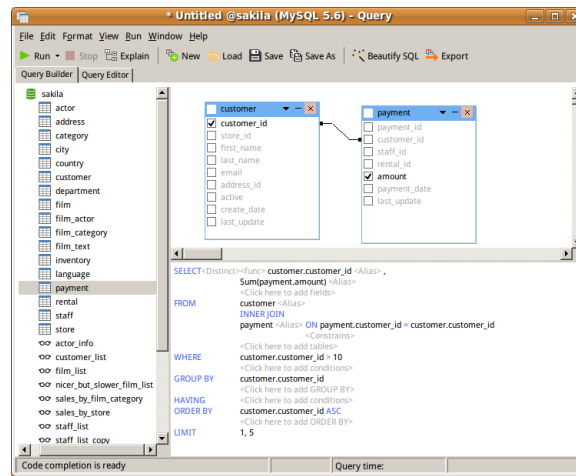 * Untitled @sakila (MySQL 5.6) - Query
File Edit Format View Run Window Help
Run Stop Explain New Load Save Save As Beautify SQL Export
Query Builder Query Editor
sakila
actor
address
category
city
country
customer
department
film
film_actor
film_category
film_text
inventory
language
payment
rental
staff
store
actor_info
customer_list
film_list
nicer_but_slower_film_list
sales_by_film_category
sales_by_store
staff_list
staff_list_copy
customer
customer_id
store_id
first_name
last_name
email
address_id
active
create_date
last_update
payment
payment_id
customer_id
staff_id
rental_id
amount
payment_date
last_update
SELECT <Distinct> <func> customer.customer_id <Alias> ,
Sum(payment.amount) <Alias>
<Click here to add fields>
FROM customer <Alias>
INNER JOIN
payment <Alias> ON payment.customer_id = customer.customer_id
<Constrains>
<Click here to add tables>
WHERE customer.customer_id > 10
<Click here to add conditions>
GROUP BY customer.customer_id
<Click here to add GROUP BY>
HAVING <Click here to add conditions>
ORDER BY customer.customer_id ASC
<Click here to add ORDER BY>
LIMIT 1, 5
Code completion is ready Query time: